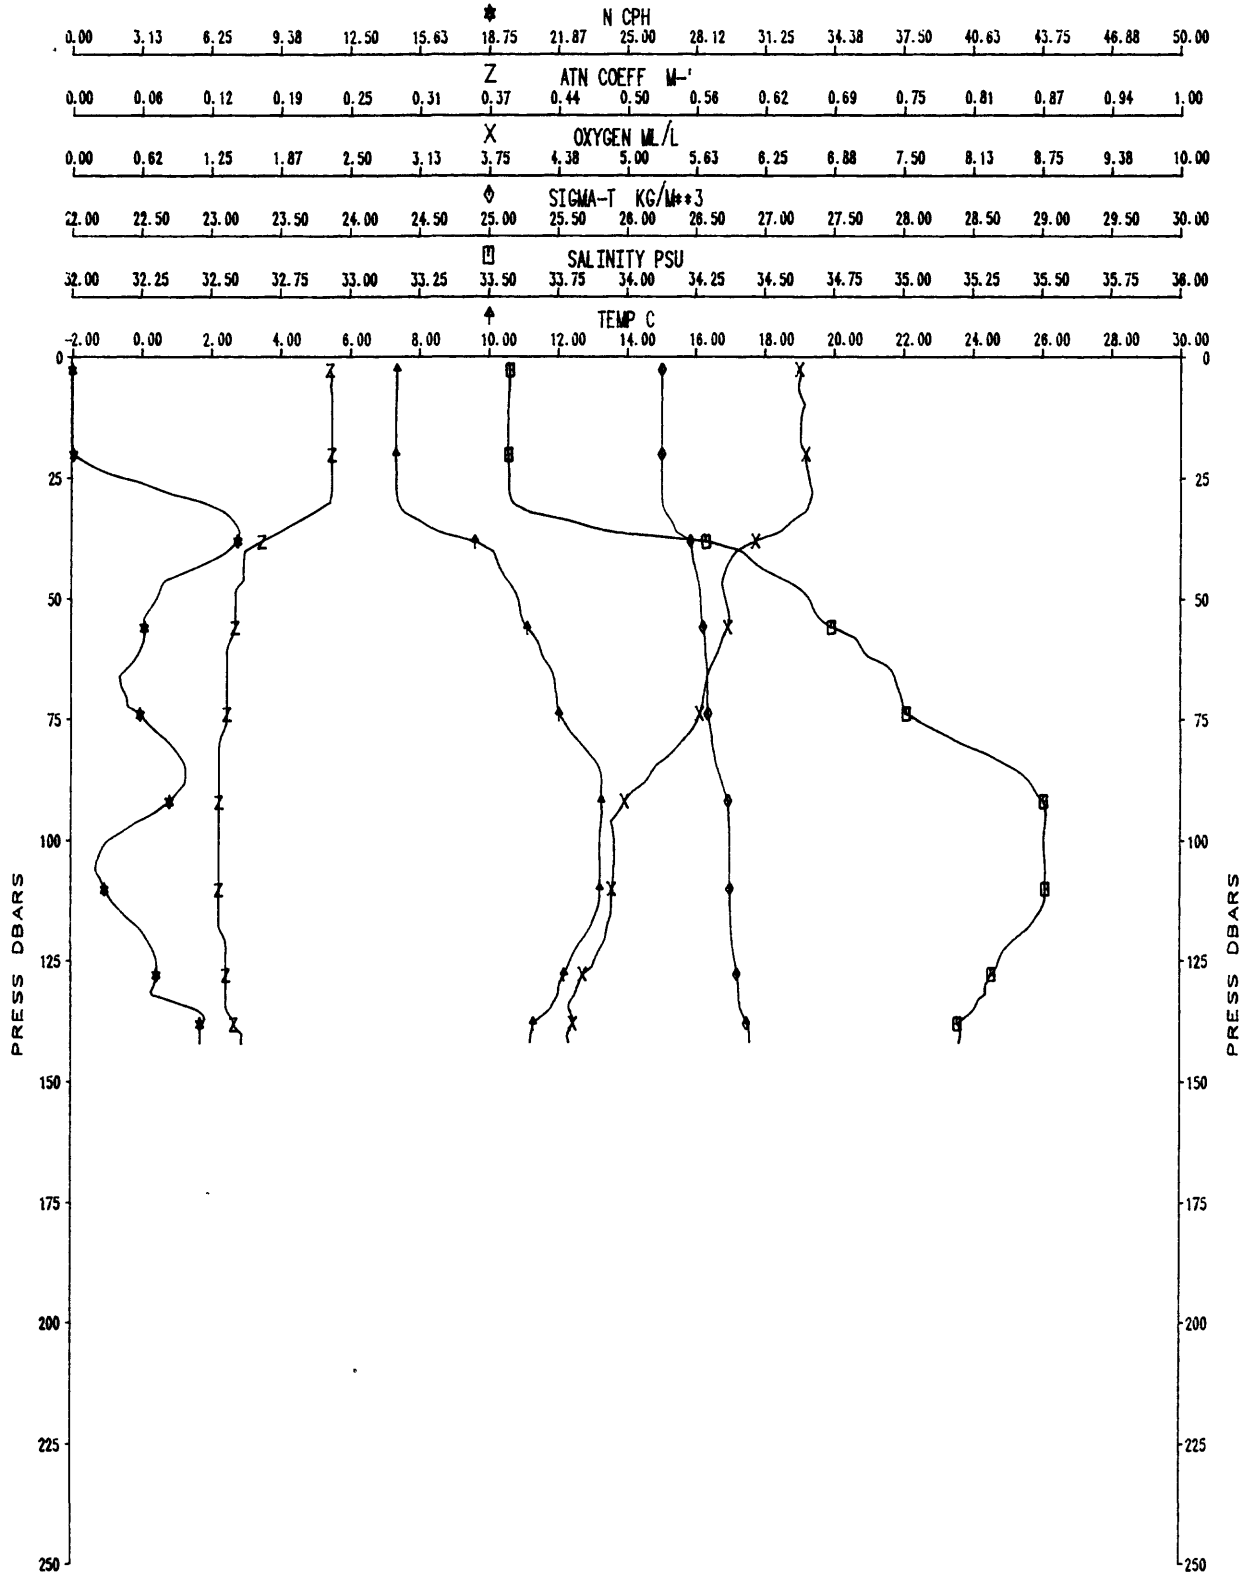 N CPH
0.00 3.13 6.25 9.38 12.50 15.63 18.75 21.87 25.00 28.12 31.25 34.38 37.50 40.63 43.75 46.88 50.00
Z ATN COEFF M-'
0.00 0.06 0.12 0.19 0.25 0.31 0.37 0.44 0.50 0.56 0.62 0.69 0.75 0.81 0.87 0.94 1.00
X OXYGEN ML/L
0.00 0.62 1.25 1.87 2.50 3.13 3.75 4.38 5.00 5.63 6.25 6.88 7.50 8.13 8.75 9.38 10.00
SIGMA-T KG/M**3
22.00 22.50 23.00 23.50 24.00 24.50 25.00 25.50 26.00 26.50 27.00 27.50 28.00 28.50 29.00 29.50 30.00
SALINITY PSU
32.00 32.25 32.50 32.75 33.00 33.25 33.50 33.75 34.00 34.25 34.50 34.75 35.00 35.25 35.50 35.75 36.00
TEMP C
-2.00 0.00 2.00 4.00 6.00 8.00 10.00 12.00 14.00 16.00 18.00 20.00 22.00 24.00 26.00 28.00 30.00
0 0
25 25
50 50
75 75
100 100
125 125
150 150
175 175
200 200
225 225
250 250
PRESS DBARS
PRESS DBARS